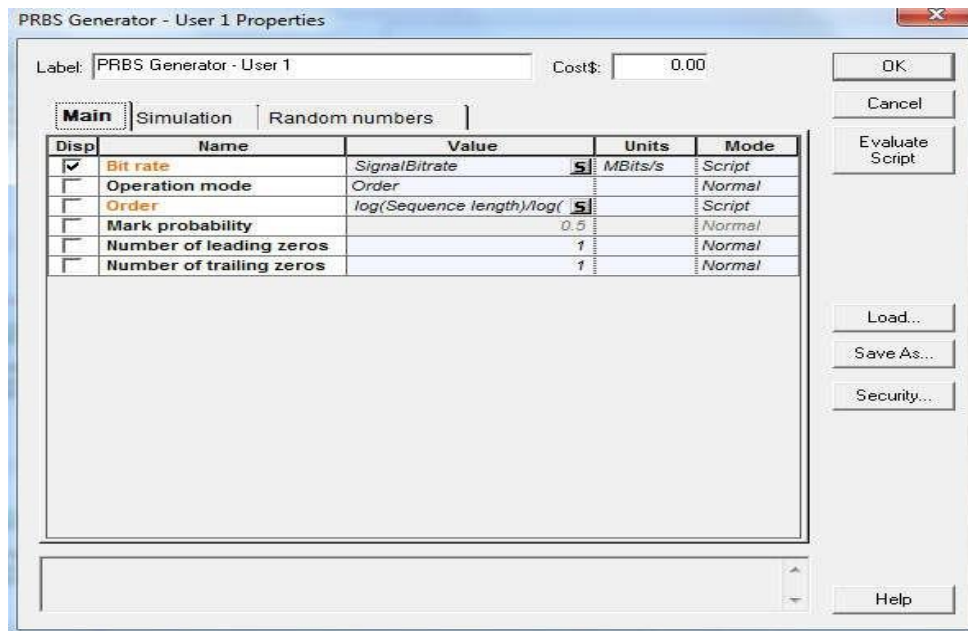 PRBS Generator - User 1 Properties
Label: PRBS Generator - User 1 Cost$: 0.00
OK
Cancel
Evaluate Script
Main Simulation Random numbers
Disp Name Value Units Mode
Bit rate SignalBitrate S MBits/s Script
Operation mode Order Normal
Order log(Sequence length)/log( S Script
Mark probability 0.5 Normal
Number of leading zeros 1 Normal
Number of trailing zeros 1 Normal
Load...
Save As...
Security...
Help